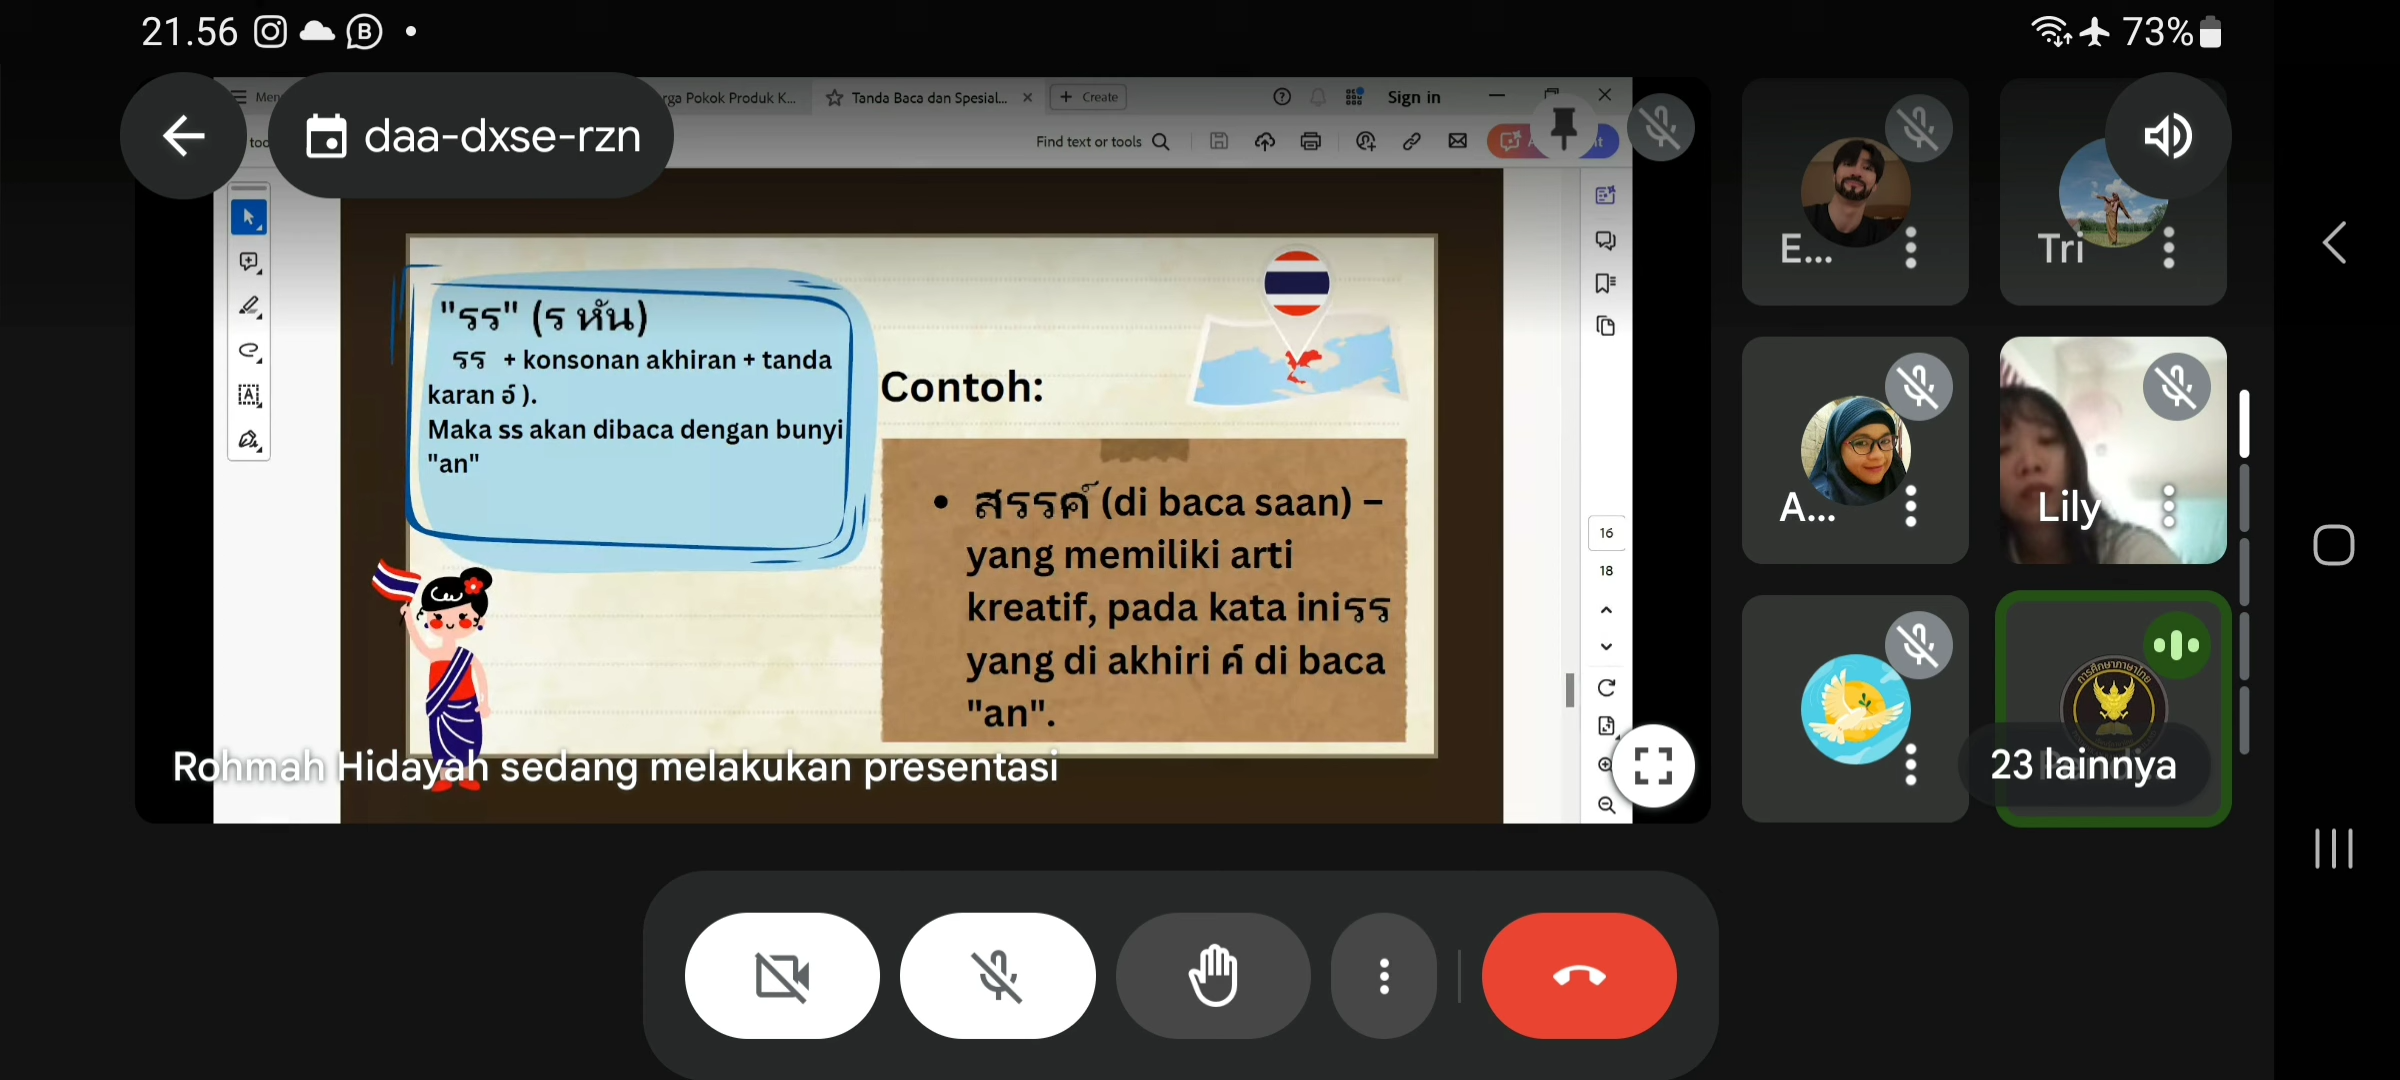 21.56
73%
Men
daa-dxse-rzn
rga Pokok Produk K...
Tanda Baca dan Spesial...
Create
Sign in
Find text or tools
"รร" (ร หัน)
รร + konsonan akhiran + tanda
karan อ์ ).
Maka ss akan dibaca dengan bunyi
"an"
Contoh:
• สรรค์ (di baca saan) –
yang memiliki arti
kreatif, pada kata iniรร
yang di akhiri ค์ di baca
"an".
16
18
Rohmah Hidayah sedang melakukan presentasi
E...
Tri
A...
Lily
23 lainnya